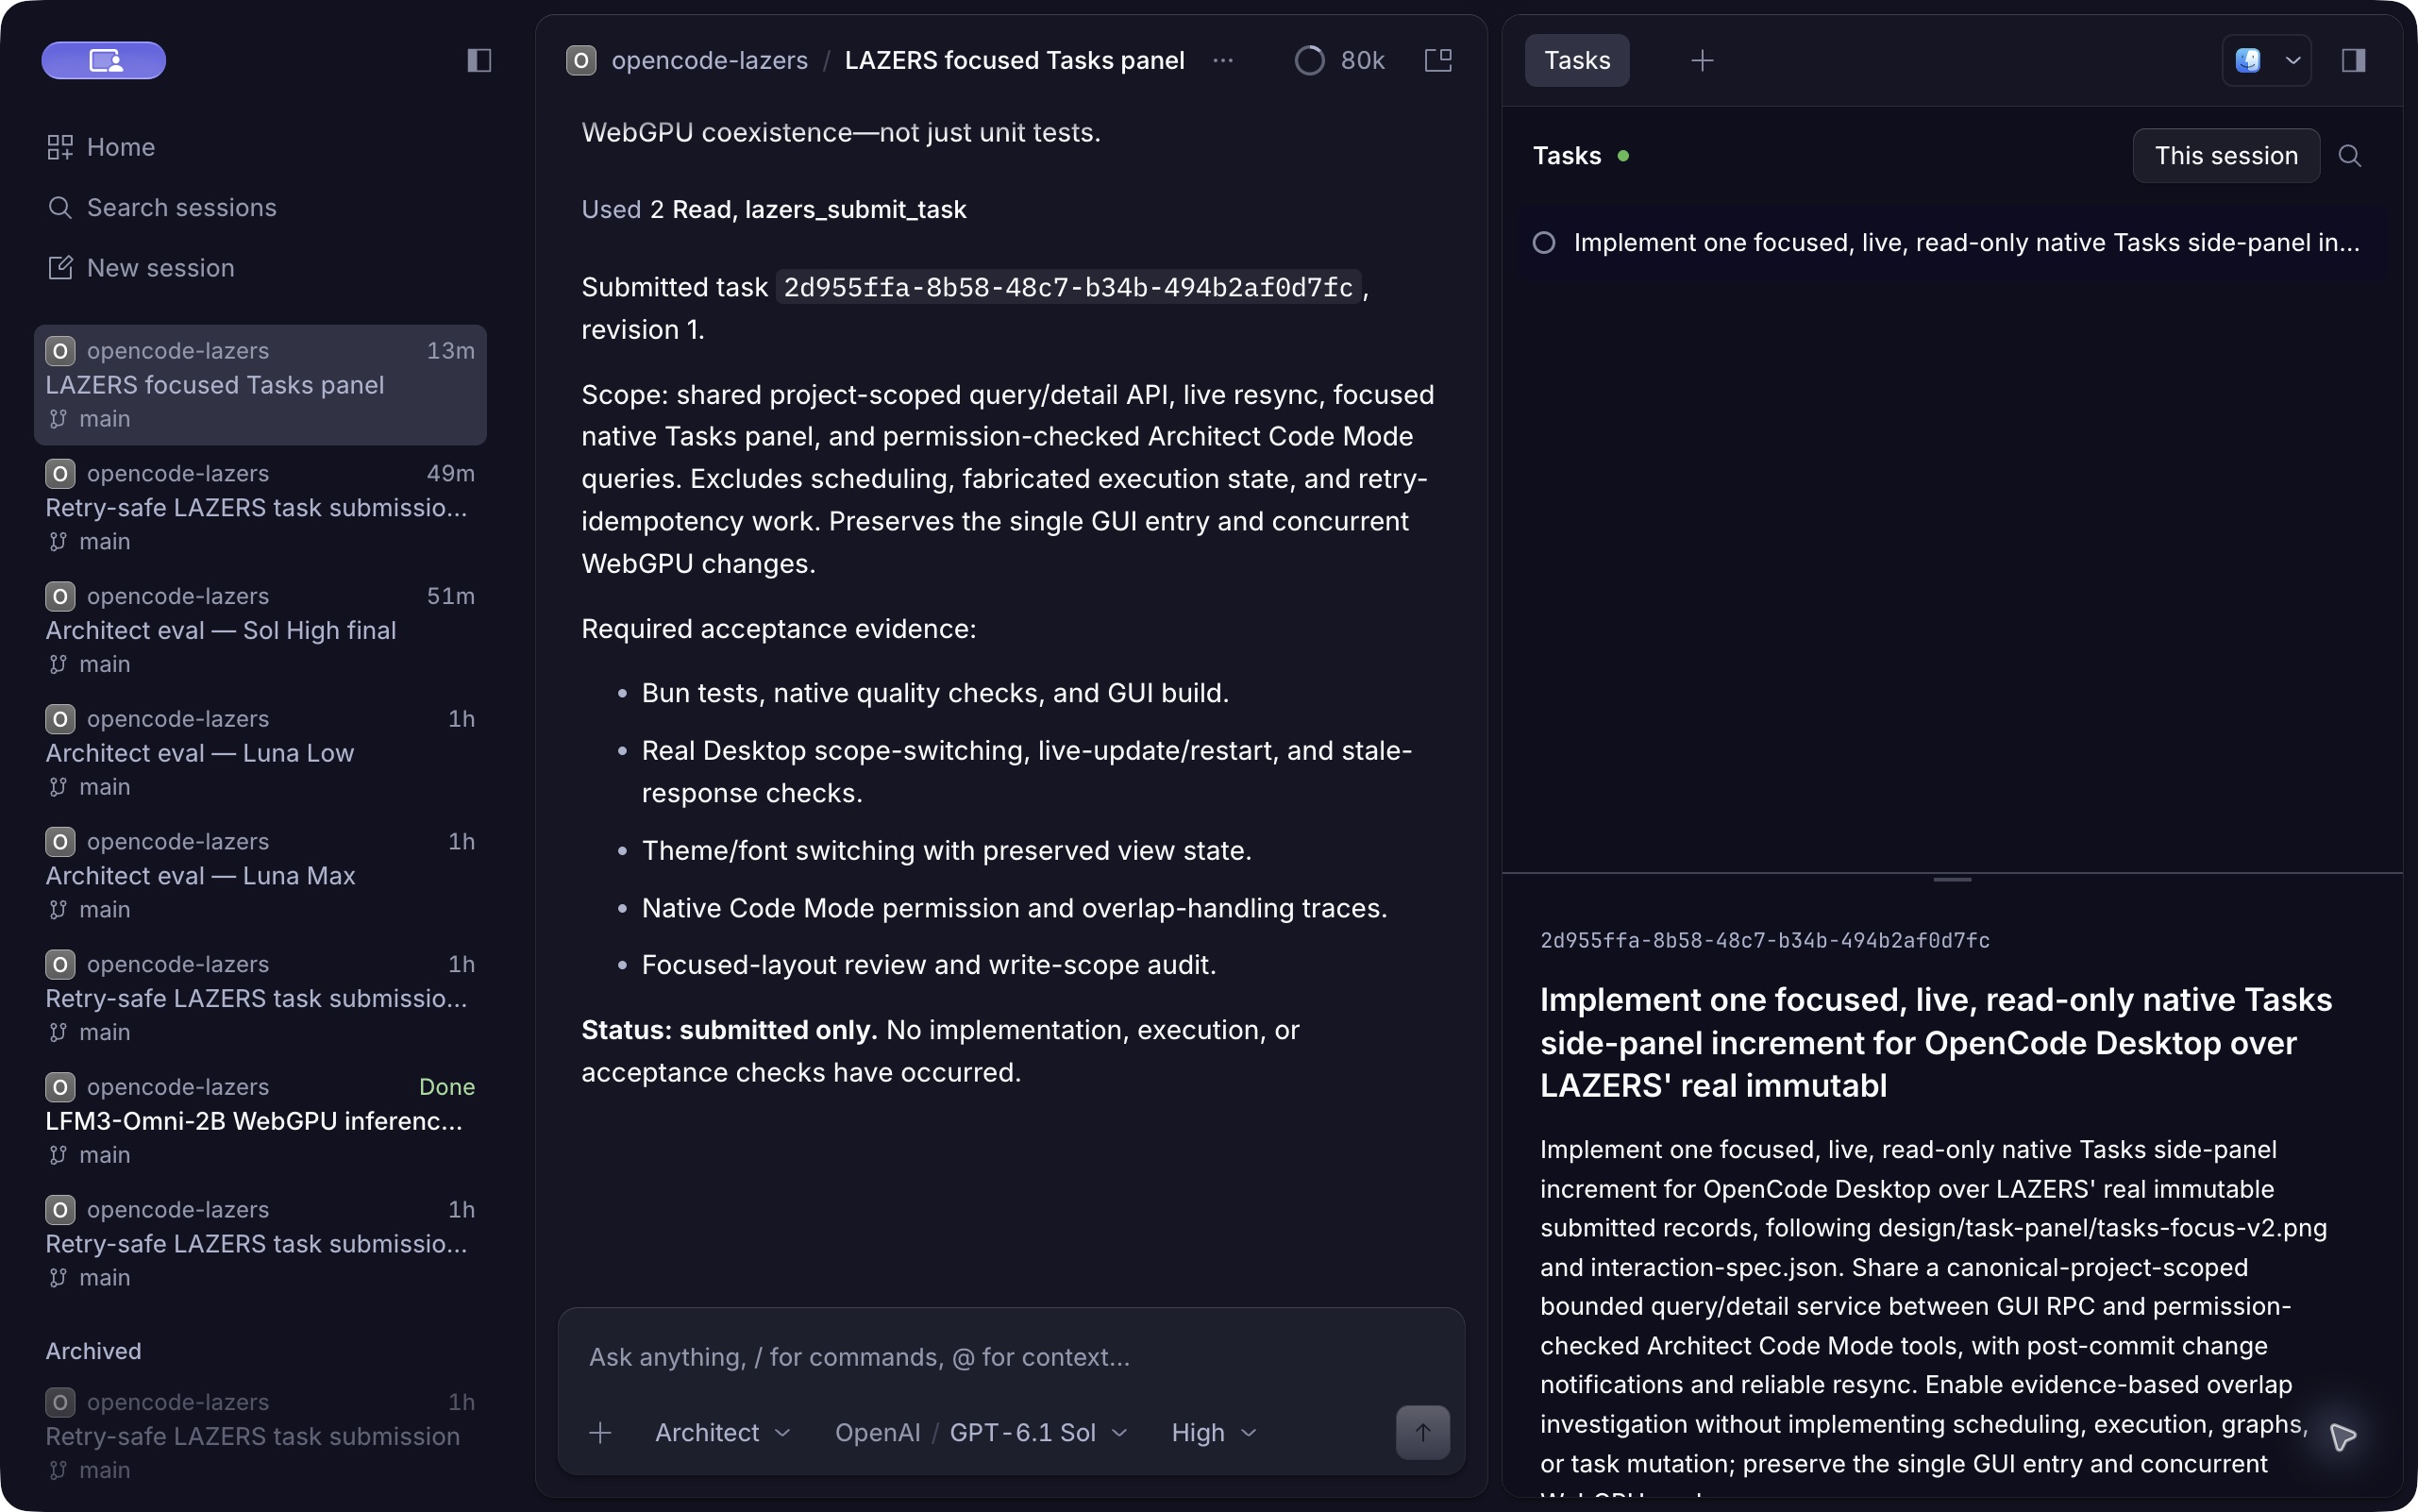 Home
Search sessions
New session
O opencode-lazers 13m
LAZERS focused Tasks panel
main
O opencode-lazers 49m
Retry-safe LAZERS task submissio...
main
O opencode-lazers 51m
Architect eval — Sol High final
main
O opencode-lazers 1h
Architect eval — Luna Low
main
O opencode-lazers 1h
Architect eval — Luna Max
main
O opencode-lazers 1h
Retry-safe LAZERS task submissio...
main
O opencode-lazers Done
LFM3-Omni-2B WebGPU inferenc...
main
O opencode-lazers 1h
Retry-safe LAZERS task submissio...
main
Archived
O opencode-lazers 1h
Retry-safe LAZERS task submission
main
O opencode-lazers / LAZERS focused Tasks panel ... 80k
WebGPU coexistence—not just unit tests.
Used 2 Read, lazers_submit_task
Submitted task 2d955ffa-8b58-48c7-b34b-494b2af0d7fc,
revision 1.
Scope: shared project-scoped query/detail API, live resync, focused
native Tasks panel, and permission-checked Architect Code Mode
queries. Excludes scheduling, fabricated execution state, and retry-
idempotency work. Preserves the single GUI entry and concurrent
WebGPU changes.
Required acceptance evidence:
• Bun tests, native quality checks, and GUI build.
• Real Desktop scope-switching, live-update/restart, and stale-
response checks.
• Theme/font switching with preserved view state.
• Native Code Mode permission and overlap-handling traces.
• Focused-layout review and write-scope audit.
Status: submitted only. No implementation, execution, or
acceptance checks have occurred.
Ask anything, / for commands, @ for context...
Architect OpenAI / GPT-6.1 Sol High
Tasks
Tasks This session
Implement one focused, live, read-only native Tasks side-panel in...
2d955ffa-8b58-48c7-b34b-494b2af0d7fc
Implement one focused, live, read-only native Tasks
side-panel increment for OpenCode Desktop over
LAZERS' real immutabl
Implement one focused, live, read-only native Tasks side-panel
increment for OpenCode Desktop over LAZERS' real immutable
submitted records, following design/task-panel/tasks-focus-v2.png
and interaction-spec.json. Share a canonical-project-scoped
bounded query/detail service between GUI RPC and permission-
checked Architect Code Mode tools, with post-commit change
notifications and reliable resync. Enable evidence-based overlap
investigation without implementing scheduling, execution, graphs,
or task mutation; preserve the single GUI entry and concurrent